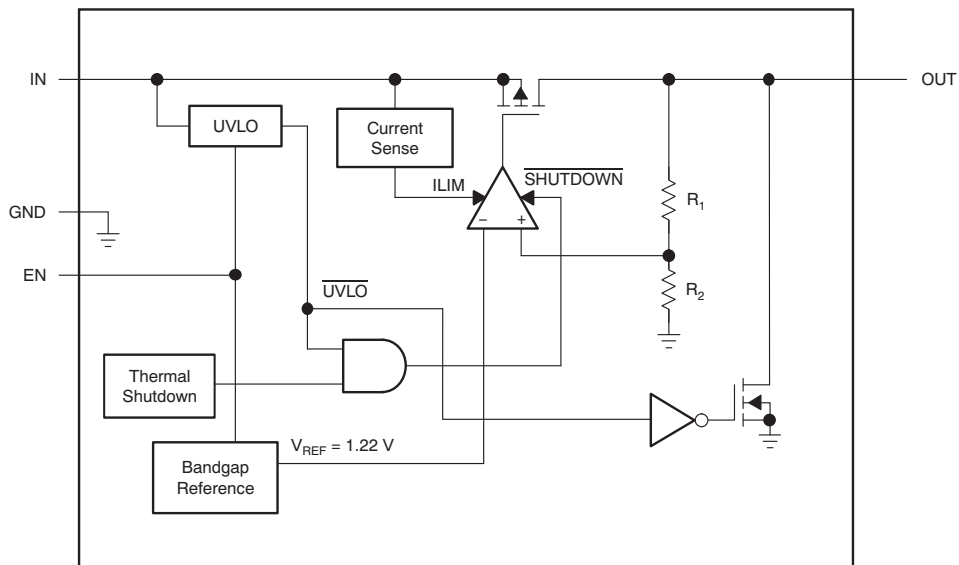 IN
OUT
UVLO
Current
Sense
ILIM
SHUTDOWN
GND
−
+
R1
EN
UVLO
R2
Thermal
Shutdown
VREF = 1.22 V
Bandgap
Reference